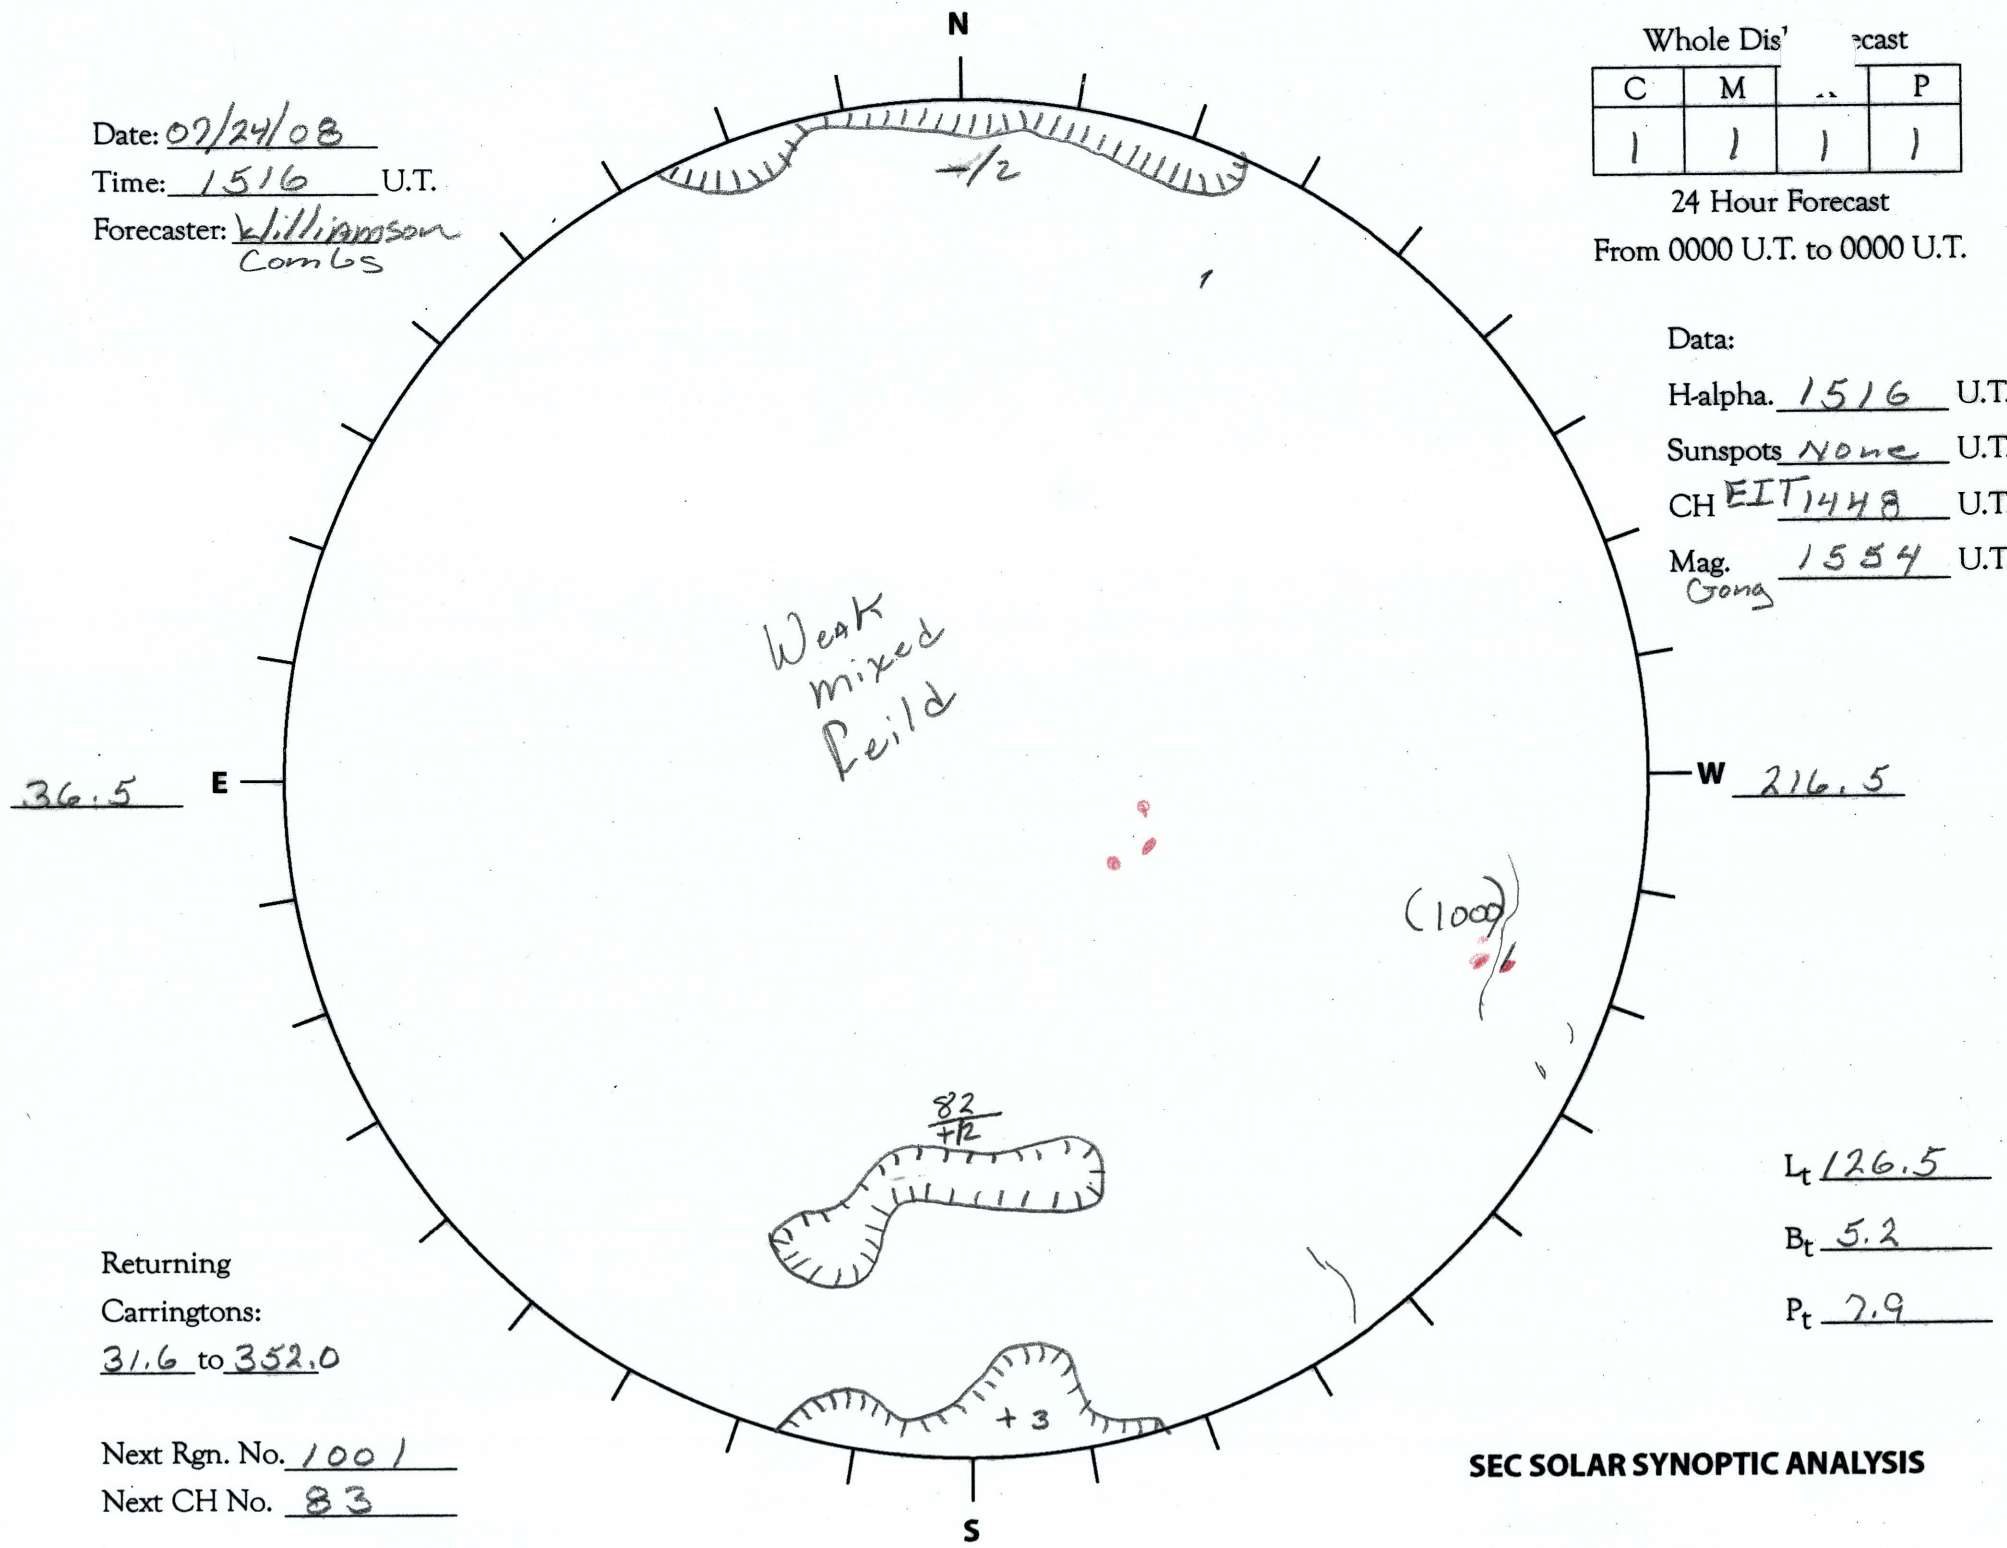 N
Whole Dis' ecast
C M P
1 1 1 1
24 Hour Forecast
From 0000 U.T. to 0000 U.T.
Date: 07/24/08
Time: 1516 U.T.
Forecaster: Williamson
Combs
-/2
Data:
H-alpha. 1516 U.T.
Sunspots None U.T.
CH EIT 1448 U.T.
Mag. 1554 U.T
Gong
Weak
mixed
feild
36.5 E
W 216.5
(1000)
82
+/2
+3
Lt 126.5
Bt 5.2
Pt 7.9
Returning
Carringtons:
31.6 to 352.0
Next Rgn. No. 1001
Next CH No. 83
SEC SOLAR SYNOPTIC ANALYSIS
S